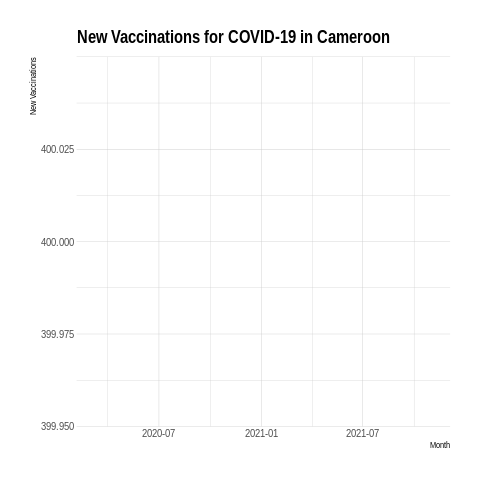 New Vaccinations for COVID-19 in Cameroon
New Vaccinations
400.025
400.000
399.975
399.950
2020-07 2021-01 2021-07
Month